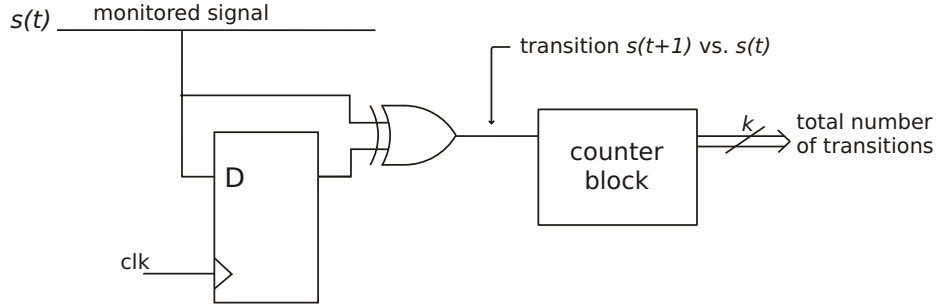 s(t)
monitored signal
transition s(t+1) vs. s(t)
D
clk
counter
block
k
total number
of transitions